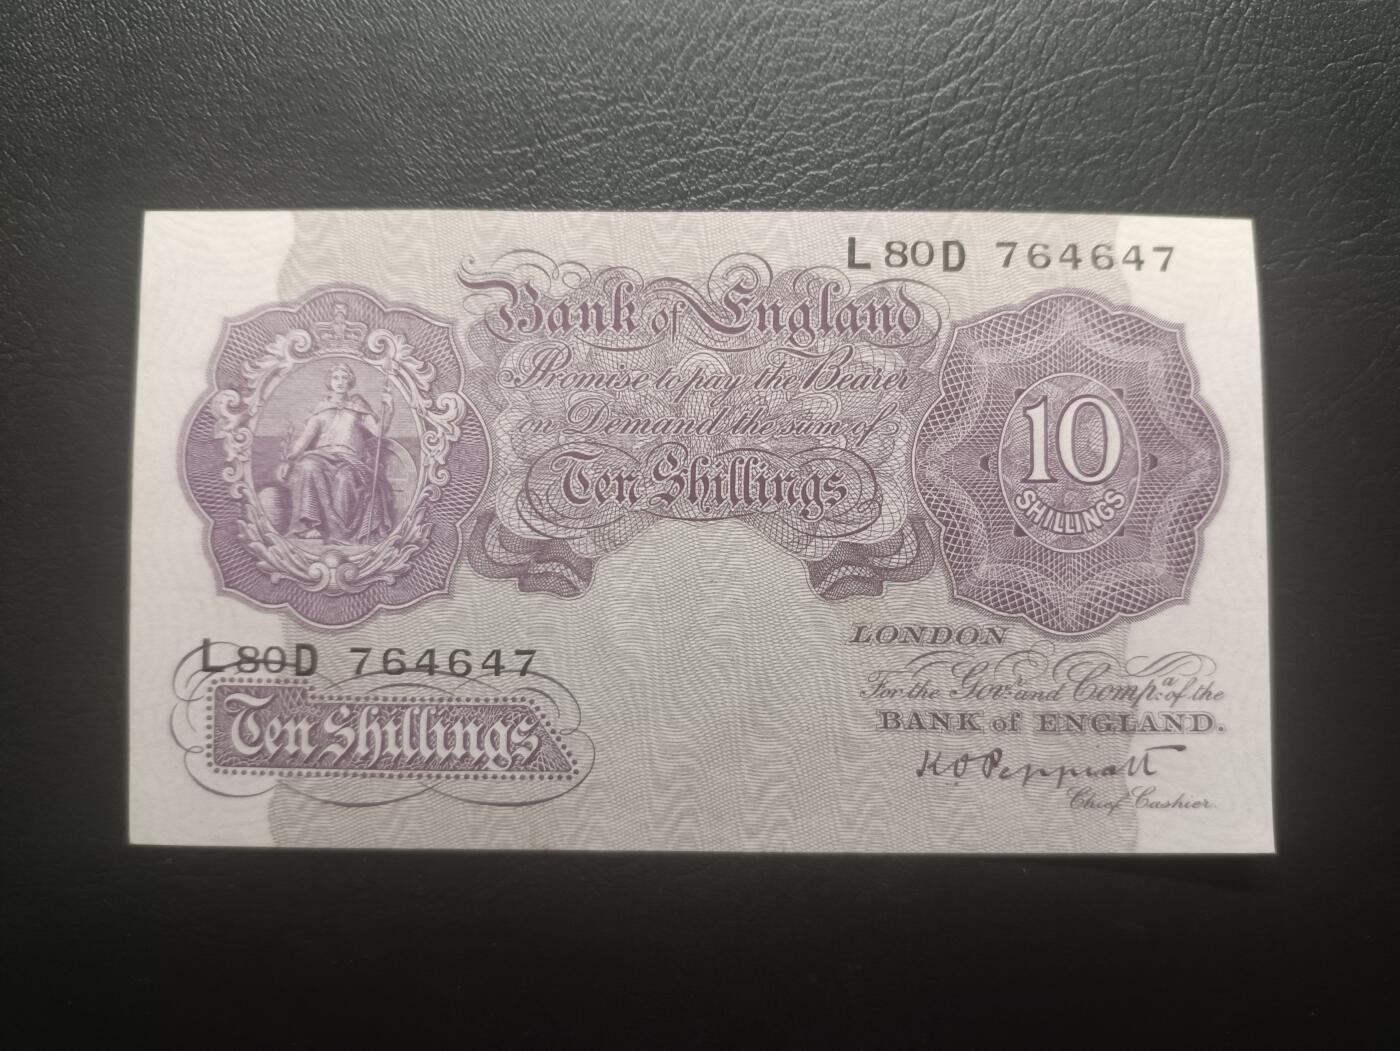 L80D 764647
Bank of England
Promise to pay the Bearer
on Demand the sum of
Ten Shillings
10
SHILLINGS
L80D 764647
Ten Shillings
LONDON
For the Govr. and Compa. of the
BANK of ENGLAND.
K O Peppiatt
Chief Cashier.